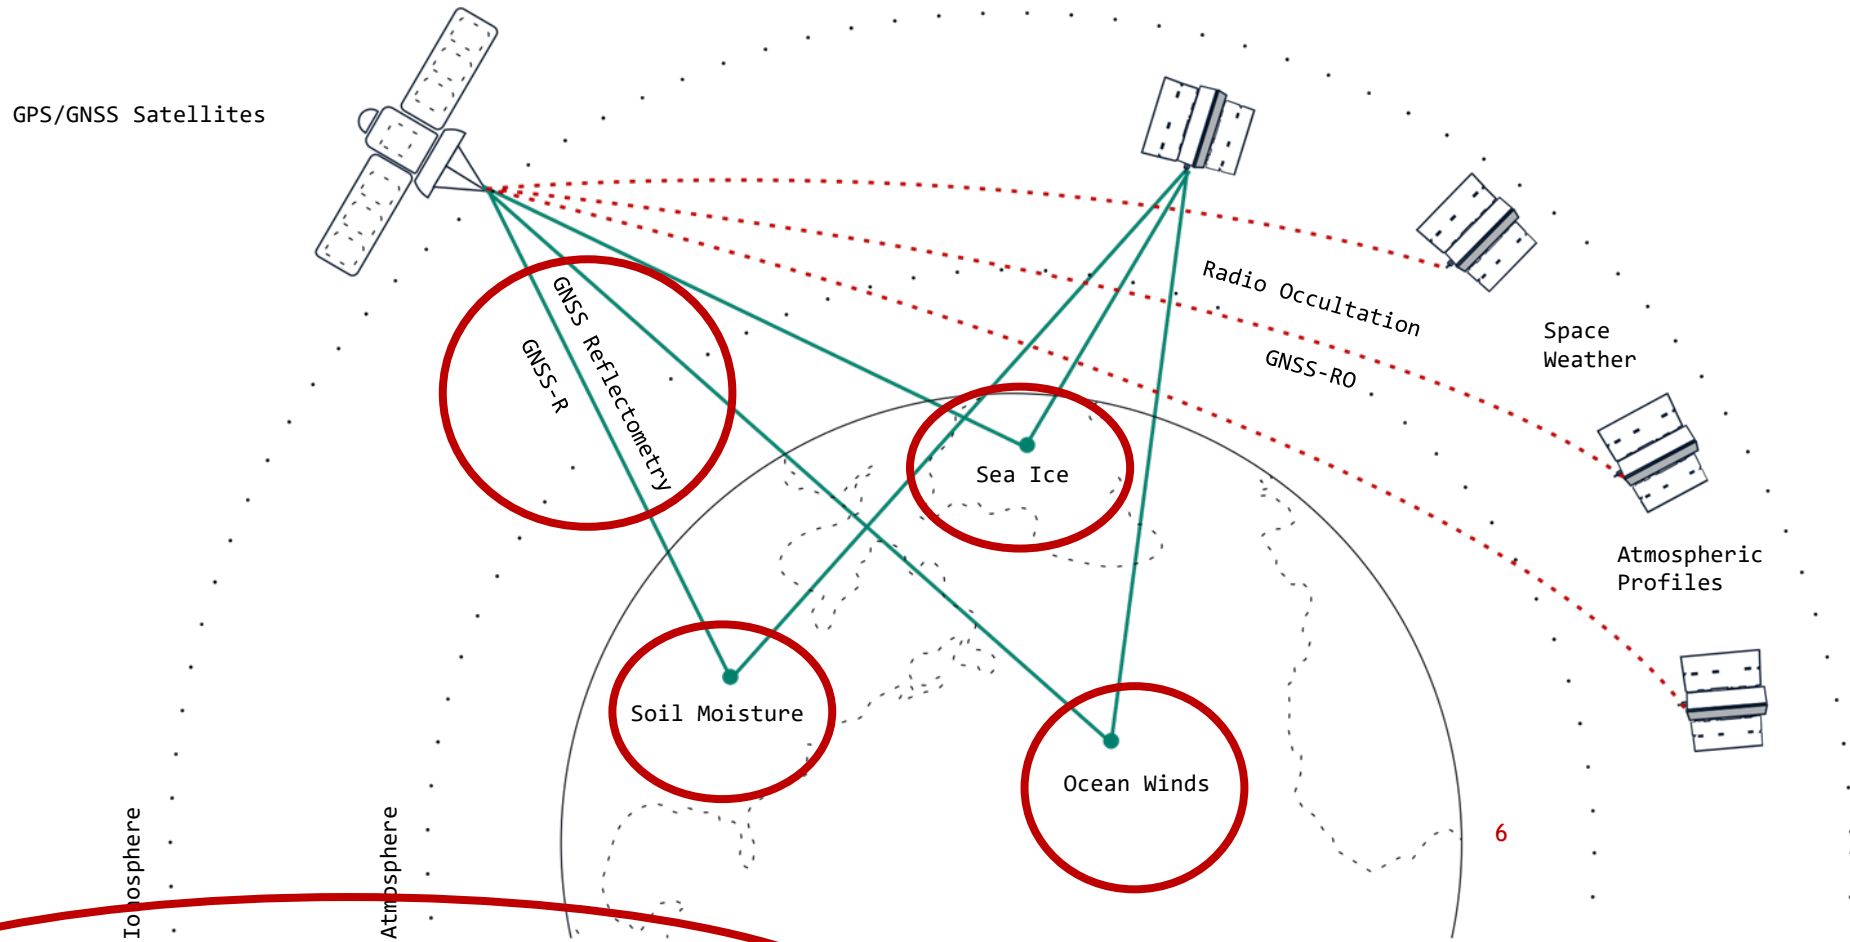 GPS/GNSS Satellites
GNSS Reflectometry
GNSS-R
Radio Occultation
GNSS-RO
Space
Weather
Sea Ice
Atmospheric
Profiles
Soil Moisture
Ocean Winds
6
Ionosphere
Atmosphere